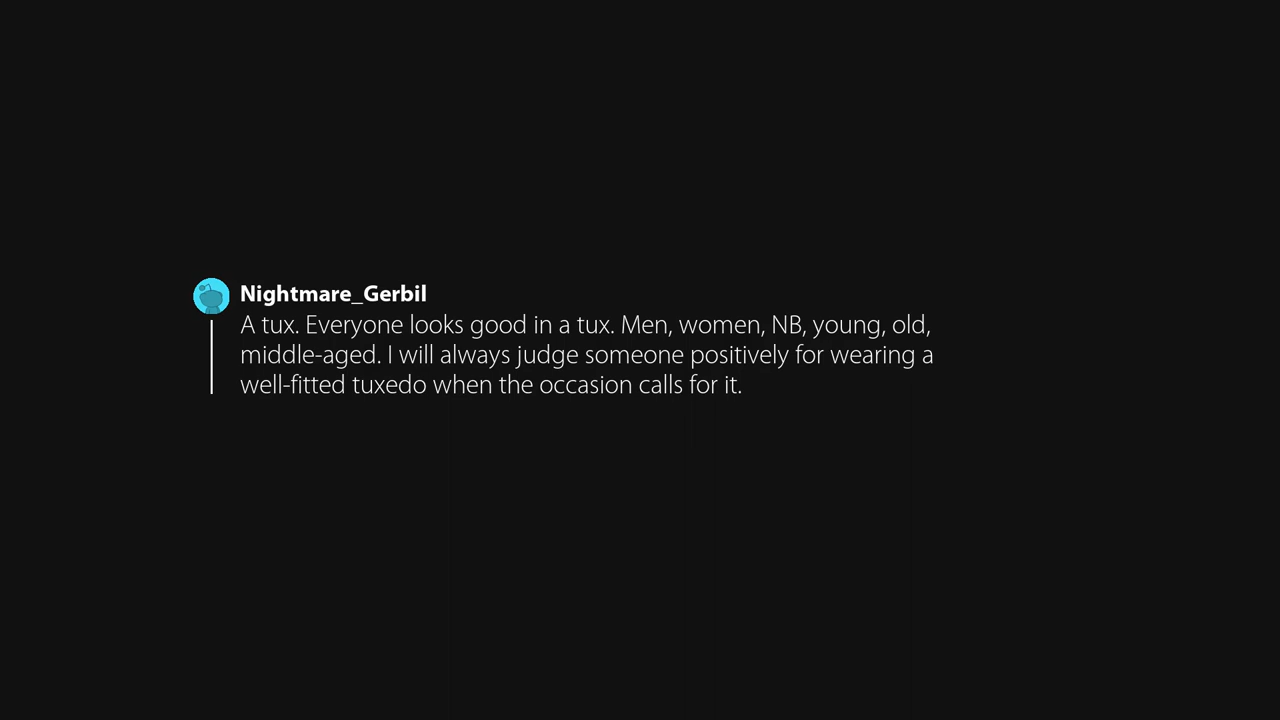 Nightmare_Gerbil
A tux. Everyone looks good in a tux. Men, women, NB, young, old,
middle-aged. I will always judge someone positively for wearing a
well-fitted tuxedo when the occasion calls for it.